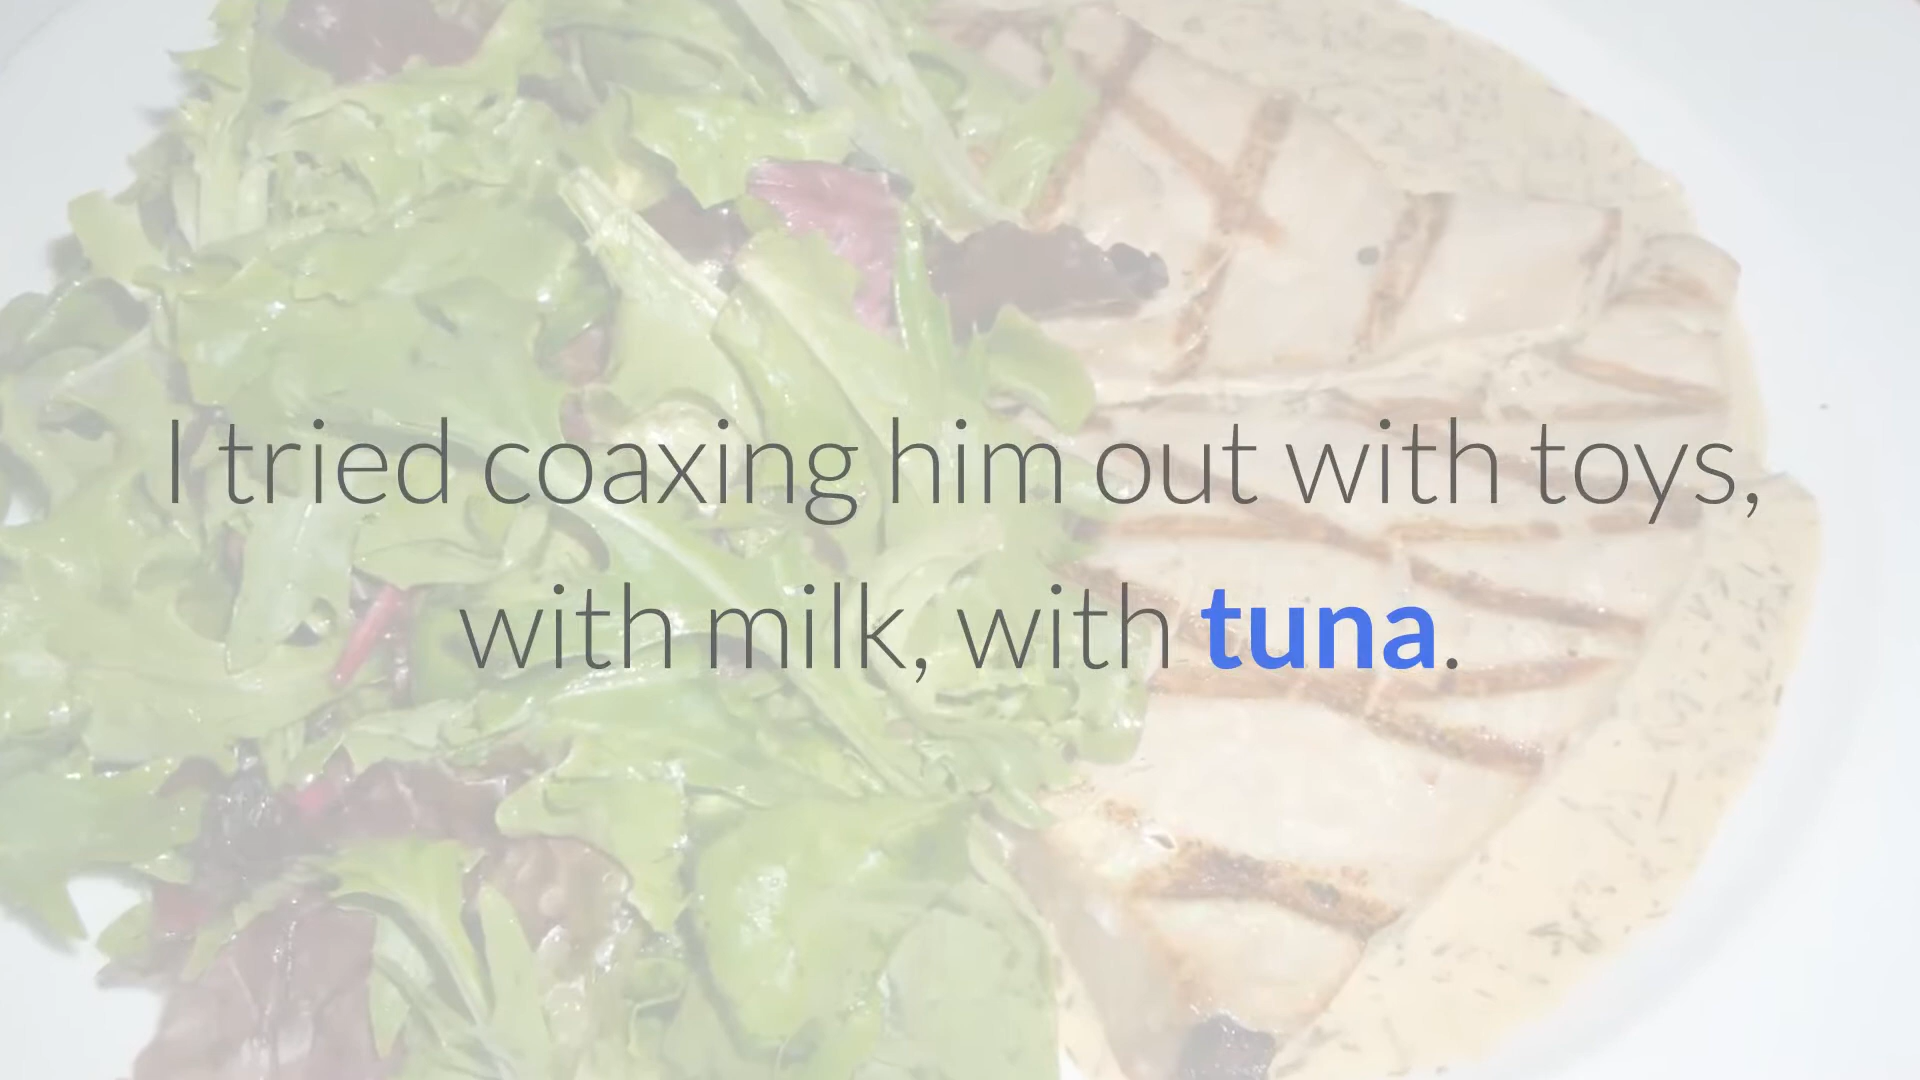 I tried coaxing him out with toys,
with milk, with tuna.